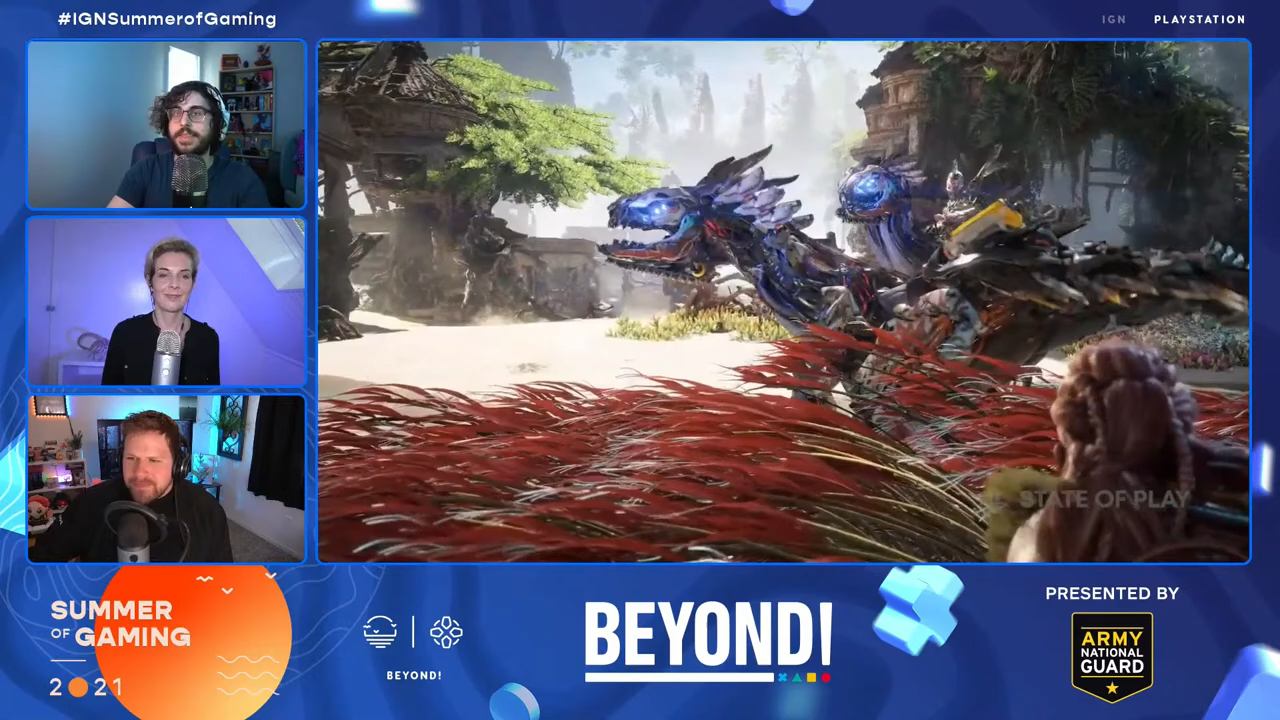 #IGNSummerofGaming
IGN
PLAYSTATION
STATE OF PLAY
SUMMER
OF GAMING
2021
BEYOND!
BEYOND!
PRESENTED BY
ARMY
NATIONAL
GUARD